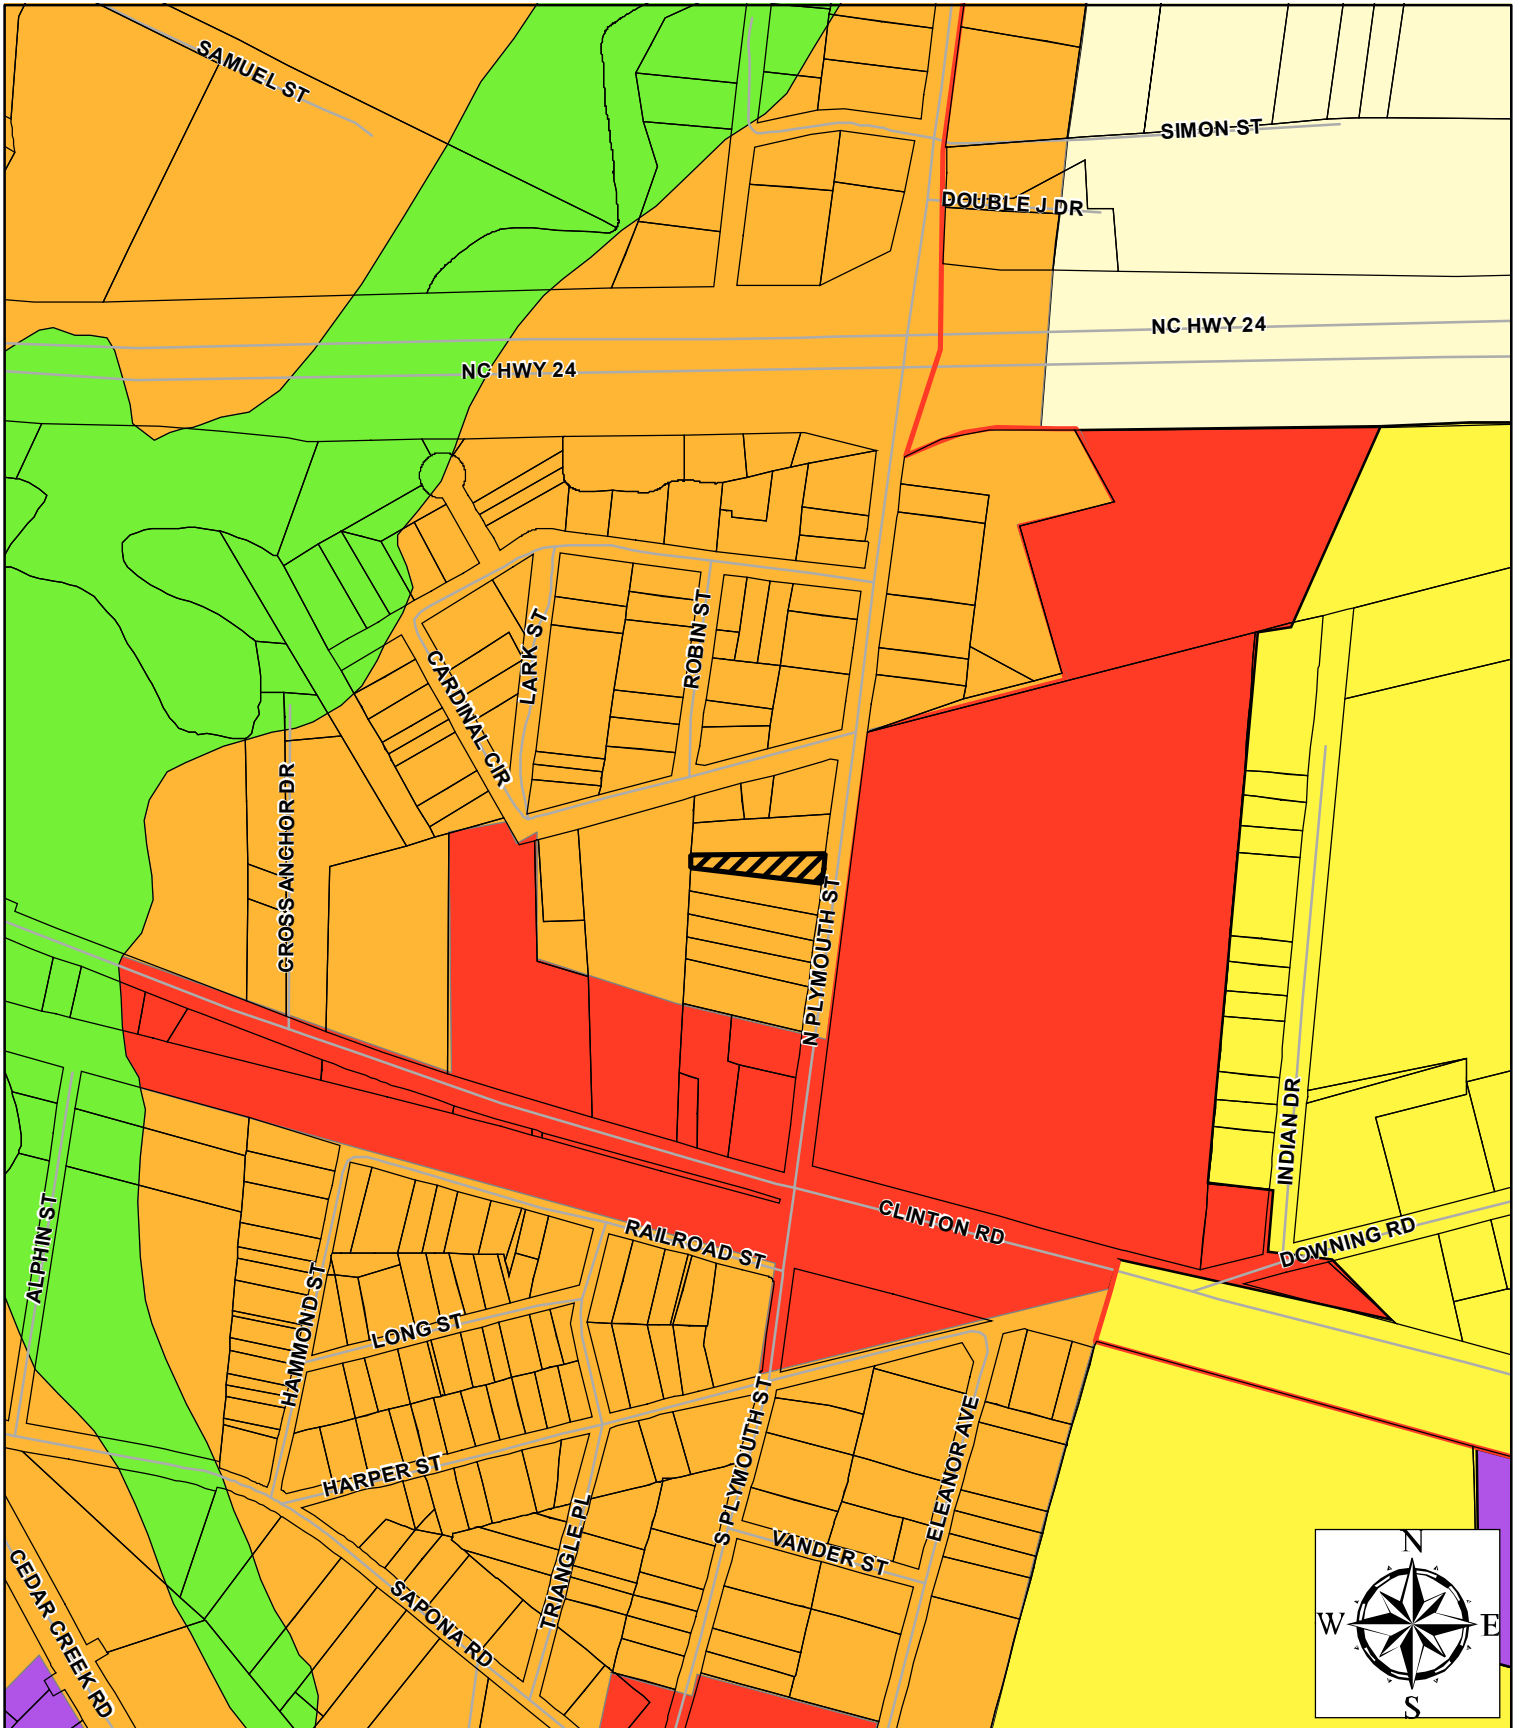 SAMUEL ST
SIMON ST
DOUBLE J DR
NC HWY 24
NC HWY 24
LARK ST
ROBIN ST
CARDINAL CIR
CROSS ANCHOR DR
N PLYMOUTH ST
INDIAN DR
ALPHIN ST
CLINTON RD
RAILROAD ST
DOWNING RD
HAMMOND ST
LONG ST
HARPER ST
S PLYMOUTH ST
ELEANOR AVE
VANDER ST
TRIANGLE PL
SAPONA RD
CEDAR CREEK RD
N
W
E
S